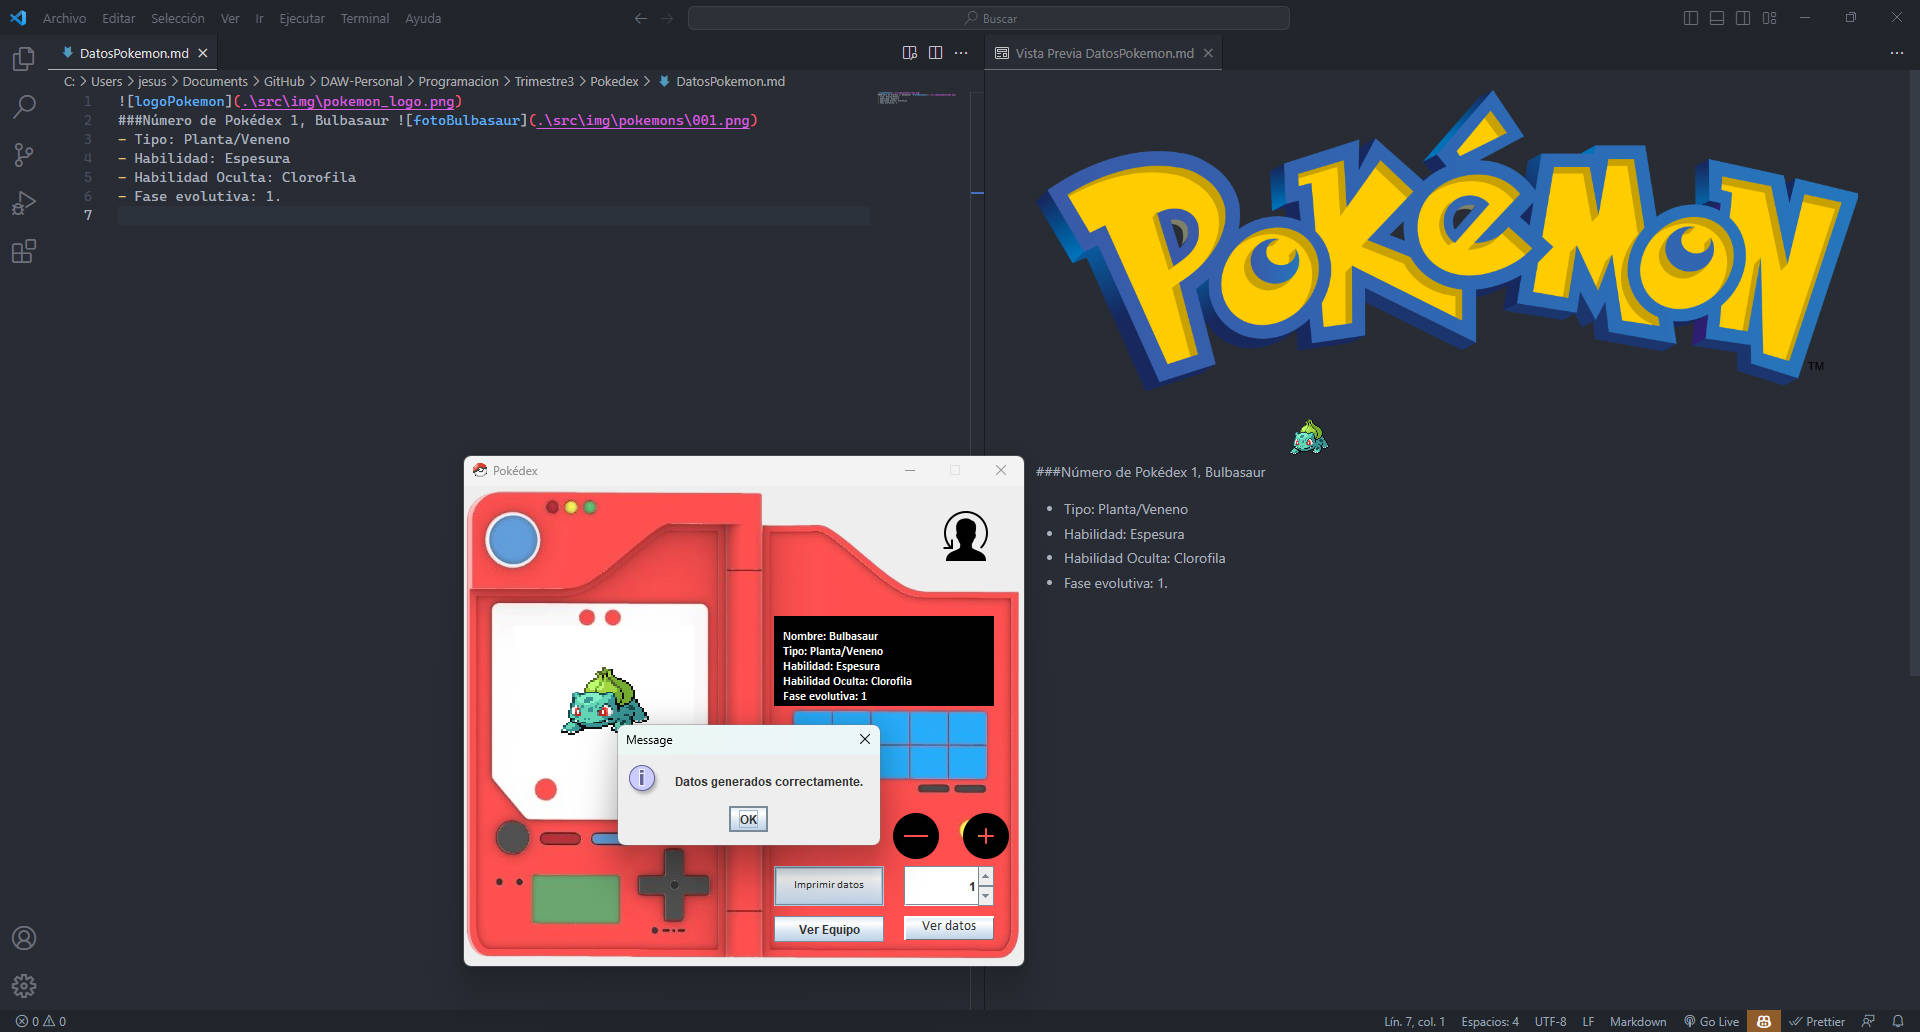 Archivo Editar Selección Ver Ir Ejecutar Terminal Ayuda
Buscar
DatosPokemon.md
Vista Previa DatosPokemon.md
C: > Users > jesus > Documents > GitHub > DAW-Personal > Programacion > Trimestre3 > Pokedex > DatosPokemon.md
1 ![logoPokemon](.\src\img\pokemon_logo.png)
2 ###Número de Pokédex 1, Bulbasaur ![fotoBulbasaur](.\src\img\pokemons\001.png)
3 - Tipo: Planta/Veneno
4 - Habilidad: Espesura
5 - Habilidad Oculta: Clorofila
6 - Fase evolutiva: 1.
7
POKéMON
TM
###Número de Pokédex 1, Bulbasaur
• Tipo: Planta/Veneno
• Habilidad: Espesura
• Habilidad Oculta: Clorofila
• Fase evolutiva: 1.
Pokédex
Nombre: Bulbasaur
Tipo: Planta/Veneno
Habilidad: Espesura
Habilidad Oculta: Clorofila
Fase evolutiva: 1
Message
Datos generados correctamente.
OK
Imprimir datos
1
Ver Equipo
Ver datos
0 0
Lín. 7, col. 1 Espacios: 4 UTF-8 LF Markdown Go Live Prettier